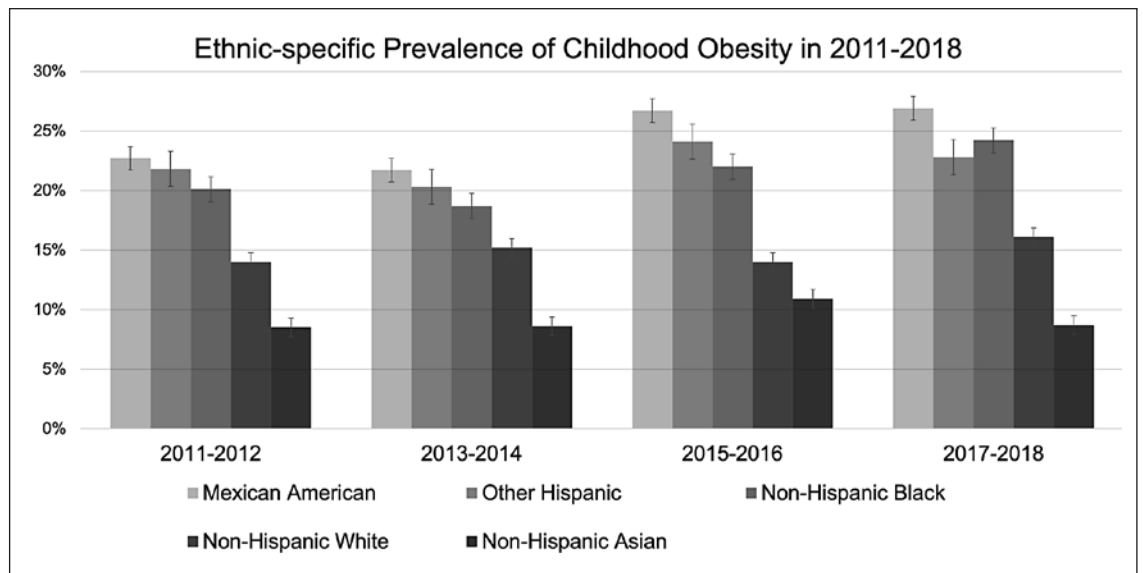 Ethnic-specific Prevalence of Childhood Obesity in 2011-2018
30%
25%
20%
15%
10%
5%
0%
2011-2012 2013-2014 2015-2016 2017-2018
Mexican American Other Hispanic Non-Hispanic Black
Non-Hispanic White Non-Hispanic Asian